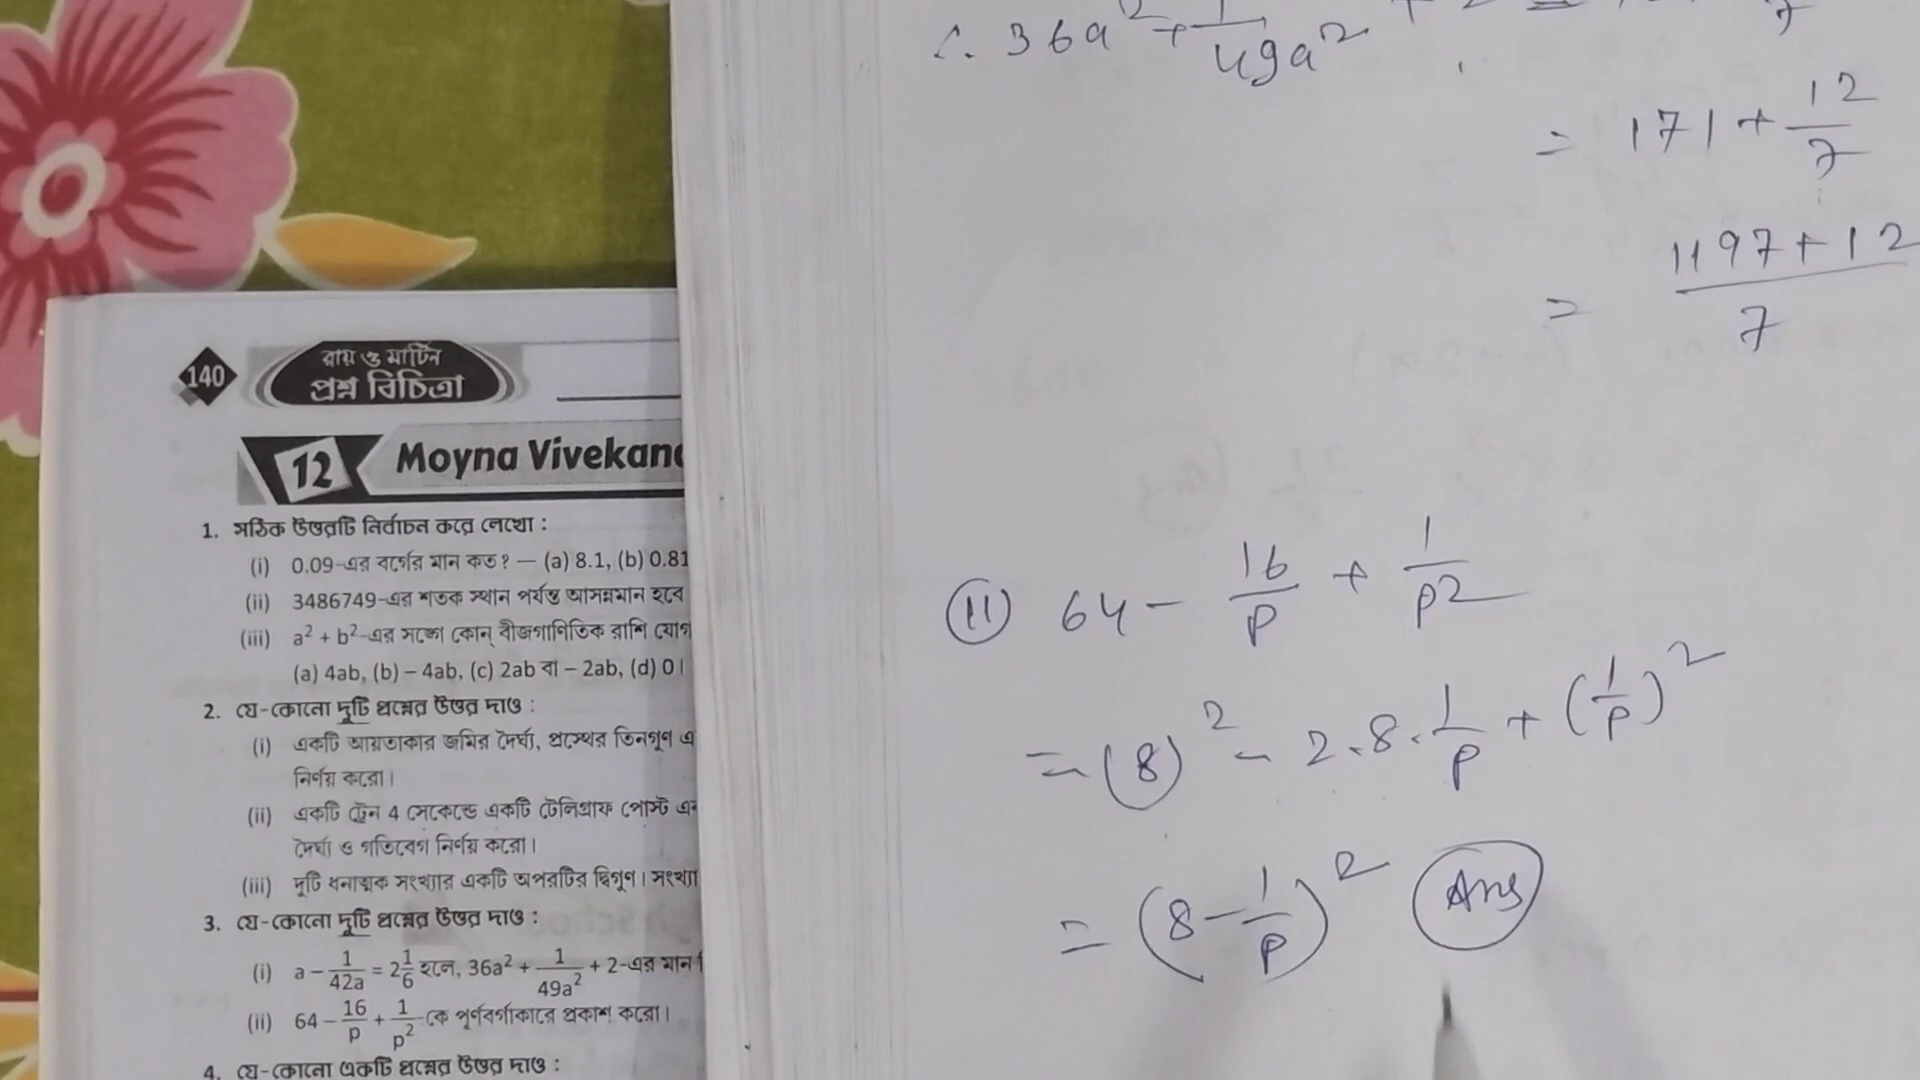 140
রায় ও মার্টিন
প্রশ্ন বিচিত্রা
12 Moyna Vivekan
1. সঠিক উত্তরটি নির্বাচন করে লেখো :
(i) 0.09-এর বর্গের মান কত? — (a) 8.1, (b) 0.81
(ii) 3486749-এর শতক স্থান পর্যন্ত আসন্নমান হবে
(iii) a² + b²-এর সঙ্গে কোন্ বীজগাণিতিক রাশি যোগ
(a) 4ab, (b) – 4ab, (c) 2ab বা – 2ab, (d) 0।
2. যে-কোনো দুটি প্রশ্নের উত্তর দাও :
(i) একটি আয়তাকার জমির দৈর্ঘ্য, প্রস্থের তিনগুণ এ
নির্ণয় করো।
(ii) একটি ট্রেন 4 সেকেন্ডে একটি টেলিগ্রাফ পোস্ট এ
দৈর্ঘ্য ও গতিবেগ নির্ণয় করো।
(iii) দুটি ধনাত্মক সংখ্যার একটি অপরটির দ্বিগুণ। সংখ্যা
3. যে-কোনো দুটি প্রশ্নের উত্তর দাও :
(i) a – 1/42a = 2 1/6 হলে, 36a² + 1/49a² + 2-এর মান
(ii) 64 – 16/p + 1/p² -কে পূর্ণবর্গাকারে প্রকাশ করো।
4. যে-কোনো একটি প্রশ্নের উত্তর দাও :
∴ 36a² + 1/49a² + 2 =
= 171 + 12/7
= (1197 + 12)/7
(11) 64 - 16/p + 1/p2
= (8)² - 2.8.1/p + (1/p)²
= (8 - 1/p)² Ans